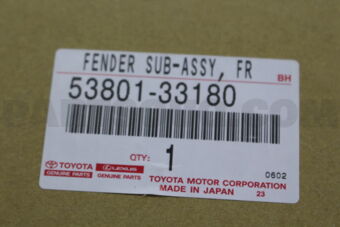 FENDER SUB-ASSY, FR
BH
53801-33180
QTY: 1
TOYOTA
GENUINE PARTS
LEXUS
GENUINE PARTS
0602
TOYOTA MOTOR CORPORATION
MADE IN JAPAN 23